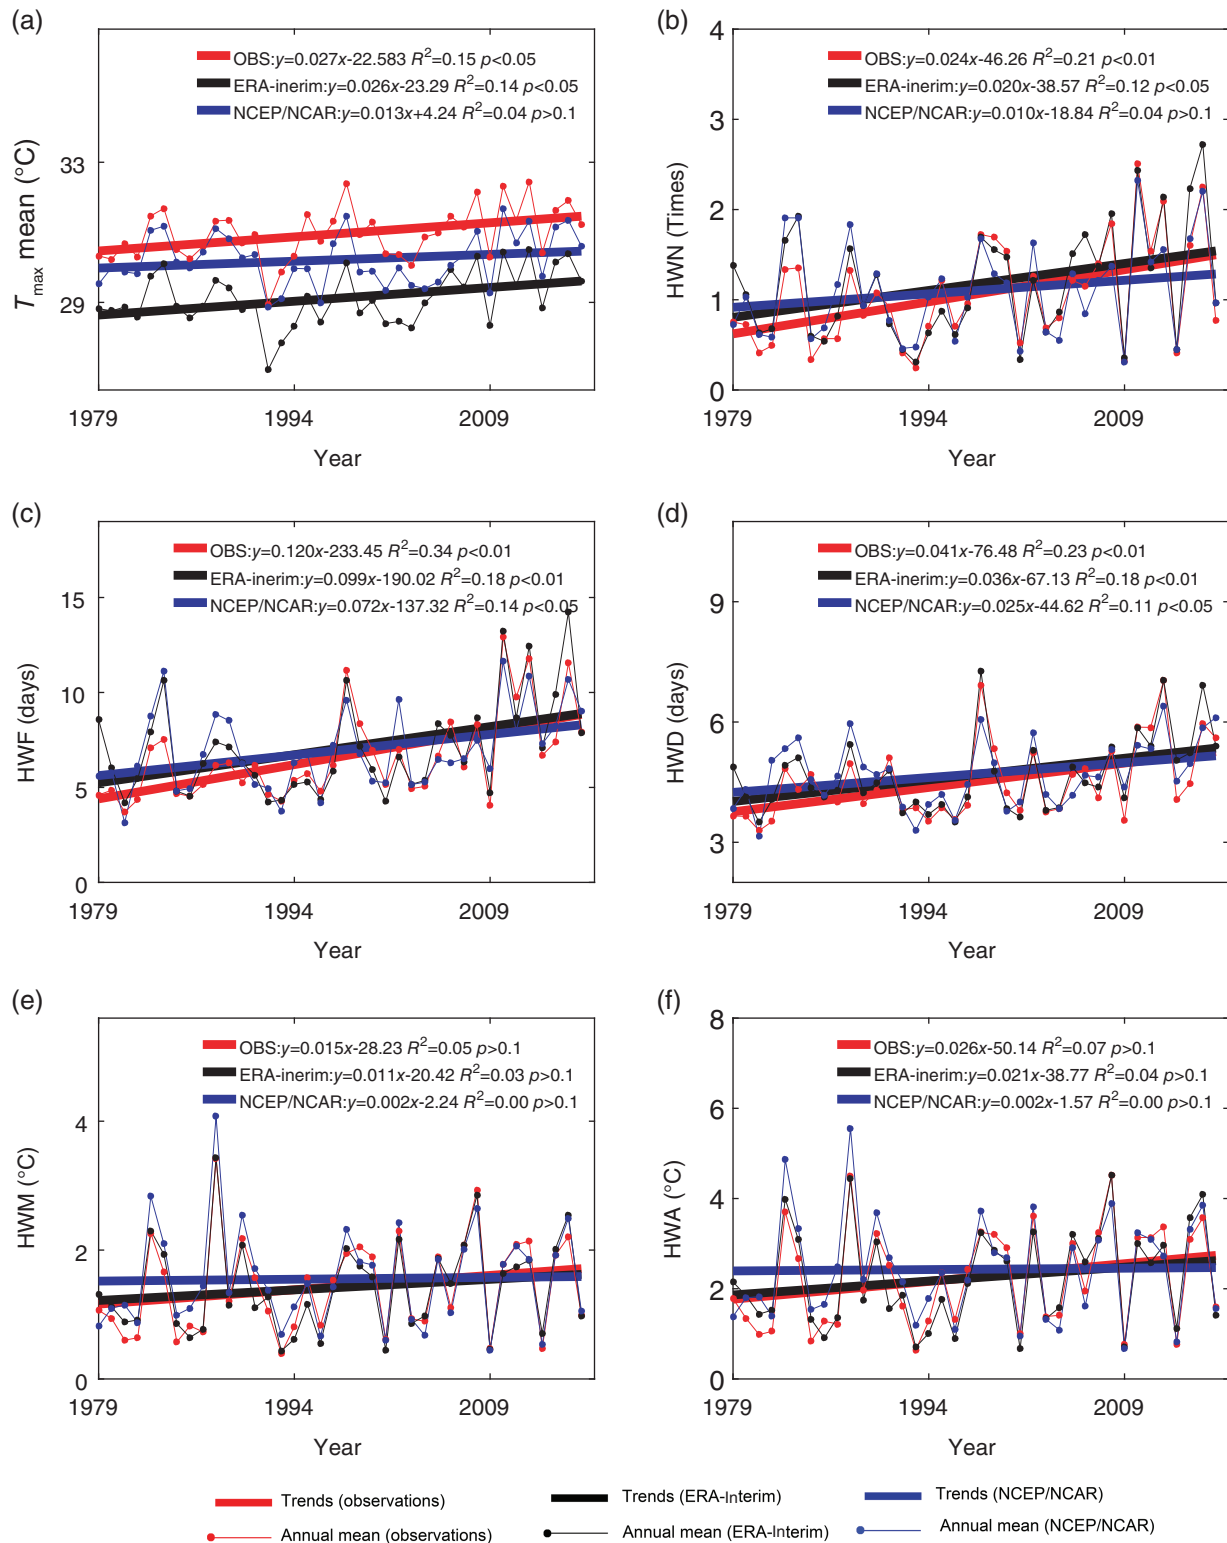 (a)
OBS:y=0.027x-22.583 R²=0.15 p<0.05
ERA-inerim:y=0.026x-23.29 R²=0.14 p<0.05
NCEP/NCAR:y=0.013x+4.24 R²=0.04 p>0.1
33
29
Tmax mean (°C)
1979 1994 2009
Year
(b)
OBS:y=0.024x-46.26 R²=0.21 p<0.01
ERA-inerim:y=0.020x-38.57 R²=0.12 p<0.05
NCEP/NCAR:y=0.010x-18.84 R²=0.04 p>0.1
4
3
2
1
0
HWN (Times)
1979 1994 2009
Year
(c)
OBS:y=0.120x-233.45 R²=0.34 p<0.01
ERA-inerim:y=0.099x-190.02 R²=0.18 p<0.01
NCEP/NCAR:y=0.072x-137.32 R²=0.14 p<0.05
15
10
5
0
HWF (days)
1979 1994 2009
Year
(d)
OBS:y=0.041x-76.48 R²=0.23 p<0.01
ERA-inerim:y=0.036x-67.13 R²=0.18 p<0.01
NCEP/NCAR:y=0.025x-44.62 R²=0.11 p<0.05
9
6
3
HWD (days)
1979 1994 2009
Year
(e)
OBS:y=0.015x-28.23 R²=0.05 p>0.1
ERA-inerim:y=0.011x-20.42 R²=0.03 p>0.1
NCEP/NCAR:y=0.002x-2.24 R²=0.00 p>0.1
4
2
0
HWM (°C)
1979 1994 2009
Year
(f)
OBS:y=0.026x-50.14 R²=0.07 p>0.1
ERA-inerim:y=0.021x-38.77 R²=0.04 p>0.1
NCEP/NCAR:y=0.002x-1.57 R²=0.00 p>0.1
8
6
4
2
0
HWA (°C)
1979 1994 2009
Year
Trends (observations) Trends (ERA-Interim) Trends (NCEP/NCAR)
Annual mean (observations) Annual mean (ERA-Interim) Annual mean (NCEP/NCAR)